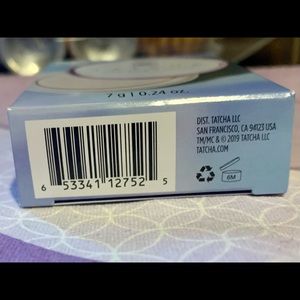 7 g | 0.24 oz.
DIST. TATCHA LLC
SAN FRANCISCO, CA 94123 USA
TM/MC & © 2019 TATCHA LLC
TATCHA.COM
6M
6 53341 12752 5